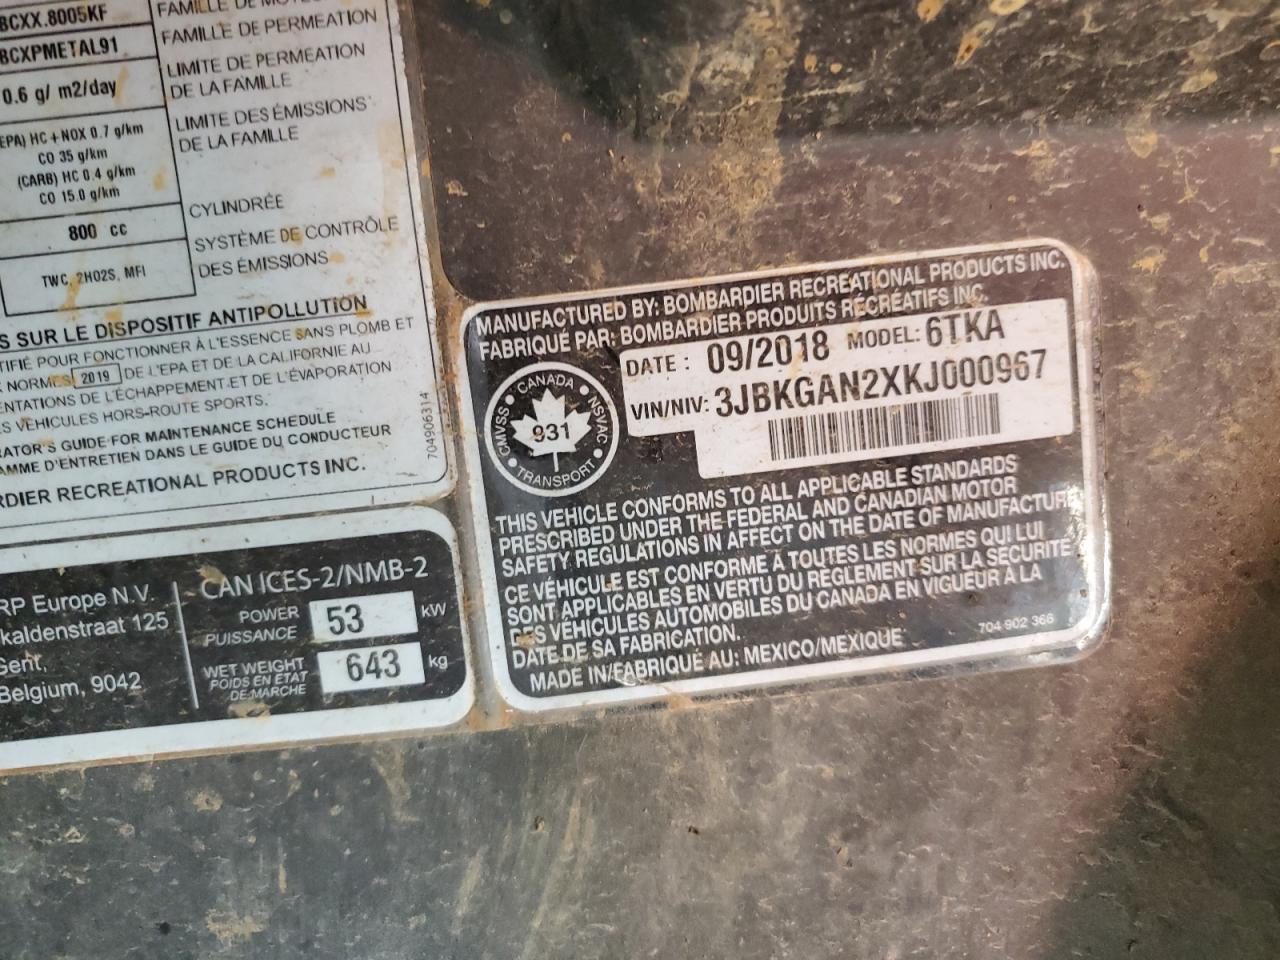 BCXX.8005KF
BCXPMETAL91
FAMILLE DE PERMEATION
LIMITE DE PERMEATION
DE LA FAMILLE
0.6 g/ m2/day
LIMITE DES ÉMISSIONS
DE LA FAMILLE
EPA) HC + NOX 0.7 g/km
CO 35 g/km
(CARB) HC 0.4 g/km
CO 15.0 g/km
CYLINDRÉE
800 cc
SYSTÈME DE CONTRÔLE
DES ÉMISSIONS
TWC, 2HO2S, MFI
S SUR LE DISPOSITIF ANTIPOLLUTION
TIFIÉ POUR FONCTIONNER À L'ESSENCE SANS PLOMB ET
NORMES 2019 DE L'EPA ET DE LA CALIFORNIE AU
ENTATIONS DE L'ÉCHAPPEMENT ET DE L'ÉVAPORATION
S VÉHICULES HORS-ROUTE SPORTS.
RATOR'S GUIDE FOR MAINTENANCE SCHEDULE
AMME D'ENTRETIEN DANS LE GUIDE DU CONDUCTEUR
RDIER RECREATIONAL PRODUCTS INC.
704906314
RP Europe N.V.
kaldenstraat 125
Gent,
Belgium, 9042
CAN ICES-2/NMB-2
POWER
PUISSANCE
53 kW
WET WEIGHT
POIDS EN ÉTAT
DE MARCHE
643 kg
MANUFACTURED BY: BOMBARDIER RECREATIONAL PRODUCTS INC.
FABRIQUÉ PAR: BOMBARDIER PRODUITS RÉCRÉATIFS INC.
DATE : 09/2018 MODEL: 6TKA
VIN/NIV: 3JBKGAN2XKJ000967
CANADA
CMVSS
NSVAC
931
TRANSPORT
THIS VEHICLE CONFORMS TO ALL APPLICABLE STANDARDS
PRESCRIBED UNDER THE FEDERAL AND CANADIAN MOTOR
SAFETY REGULATIONS IN AFFECT ON THE DATE OF MANUFACTURE
CE VÉHICULE EST CONFORME À TOUTES LES NORMES QUI LUI
SONT APPLICABLES EN VERTU DU RÈGLEMENT SUR LA SÉCURITÉ
DES VÉHICULES AUTOMOBILES DU CANADA EN VIGUEUR À LA
DATE DE SA FABRICATION.
MADE IN/FABRIQUÉ AU: MEXICO/MEXIQUE
704 902 366